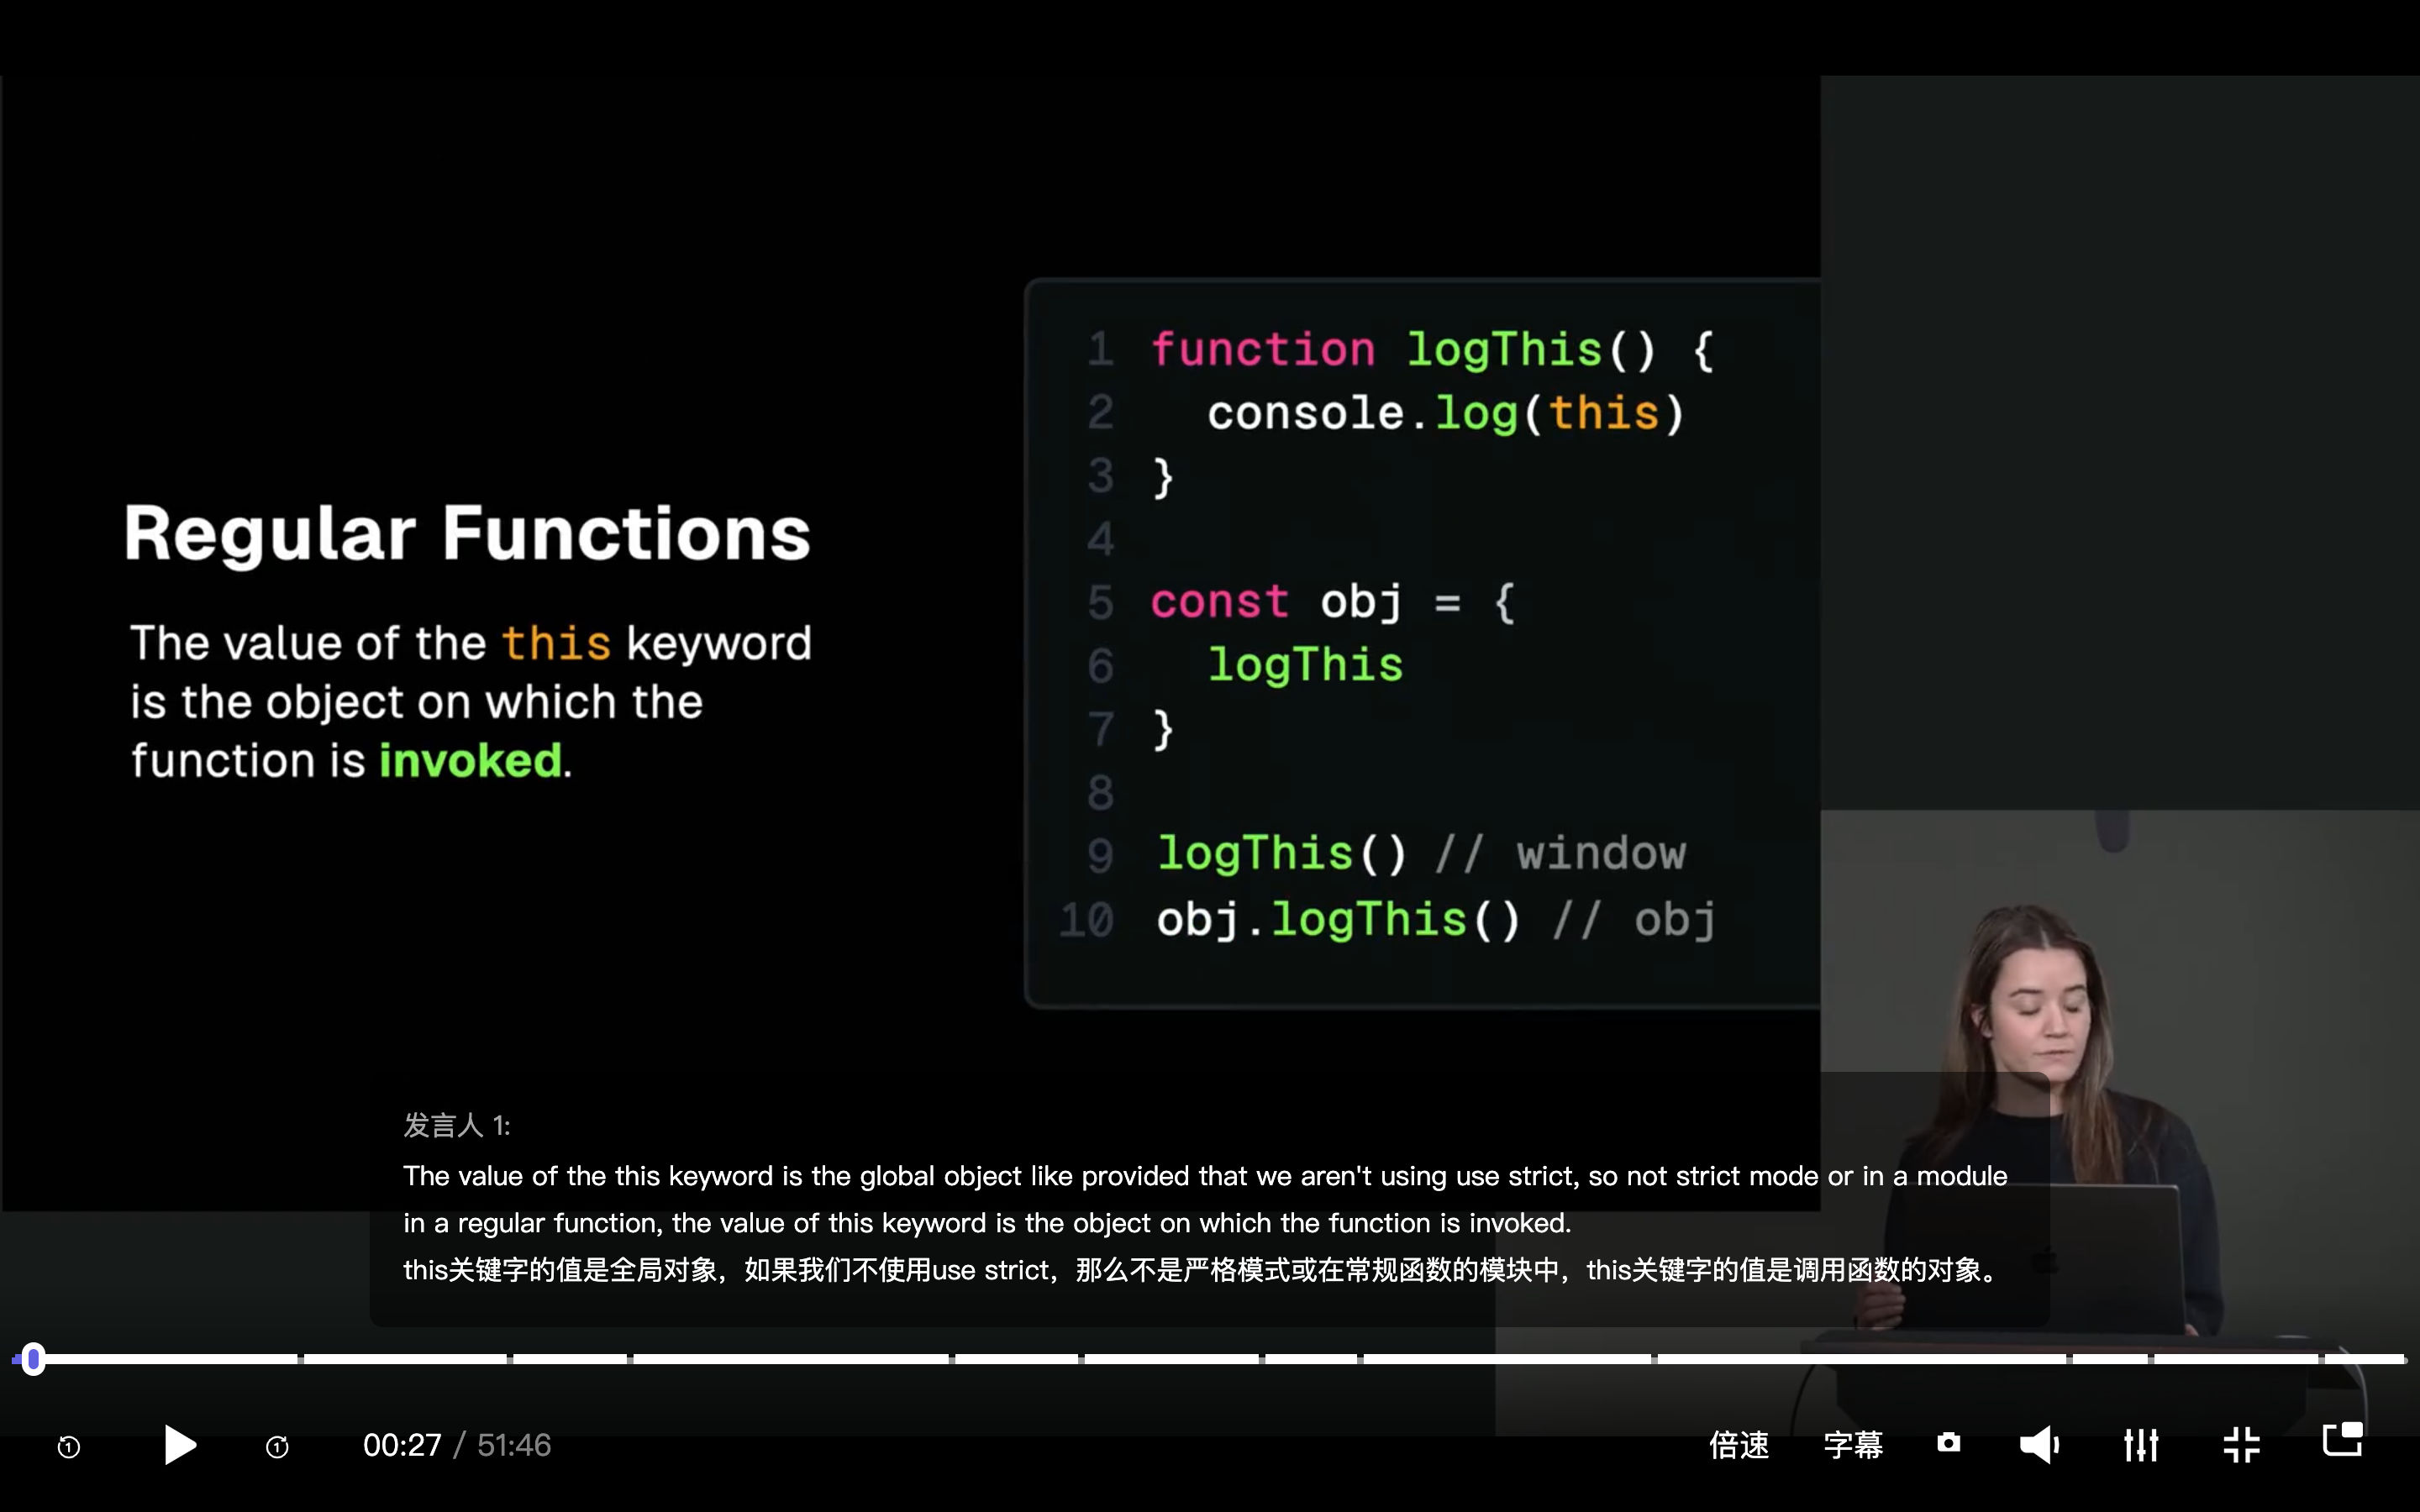 Regular Functions
The value of the this keyword
is the object on which the
function is invoked.
1 function logThis() {
2 console.log(this)
3 }
4
5 const obj = {
6 logThis
7 }
8
9 logThis() // window
10 obj.logThis() // obj
发言人 1:
The value of the this keyword is the global object like provided that we aren't using use strict, so not strict mode or in a module
in a regular function, the value of this keyword is the object on which the function is invoked.
this关键字的值是全局对象，如果我们不使用use strict，那么不是严格模式或在常规函数的模块中，this关键字的值是调用函数的对象。
1
1
00:27 / 51:46
倍速
字幕